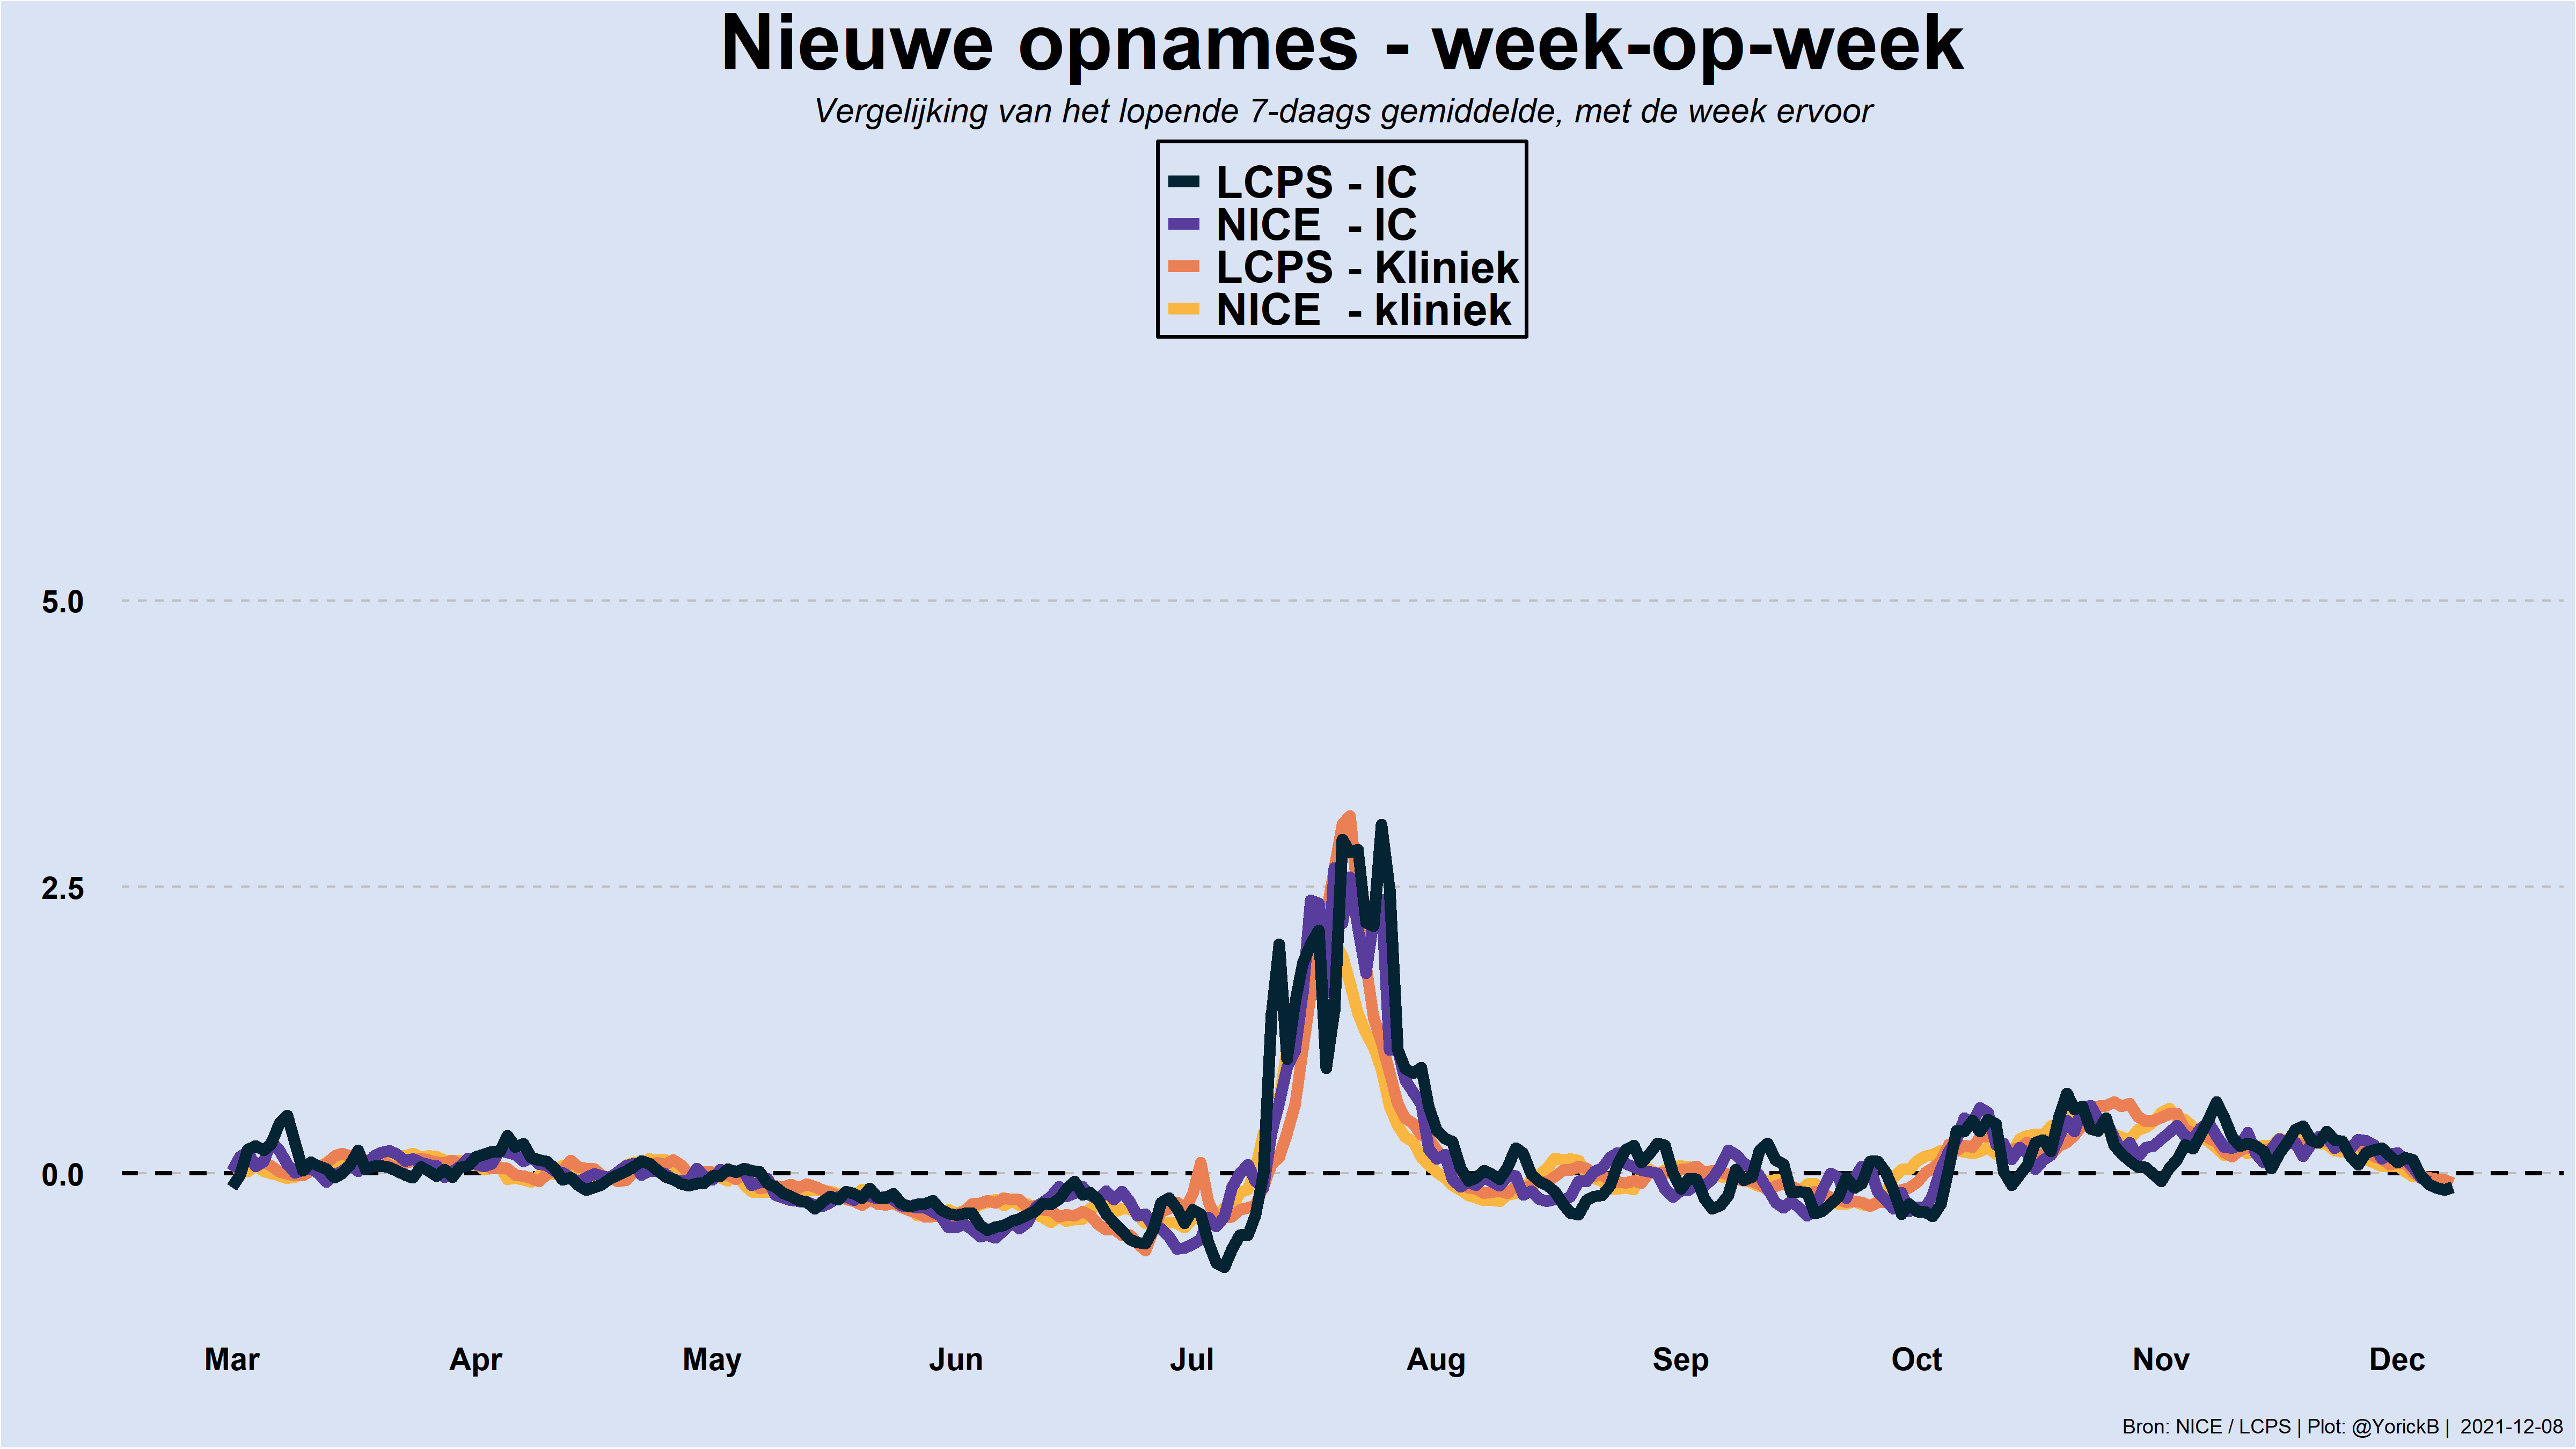 Nieuwe opnames - week-op-week
Vergelijking van het lopende 7-daags gemiddelde, met de week ervoor
LCPS - IC
NICE - IC
LCPS - Kliniek
NICE - kliniek
5.0
2.5
0.0
Mar Apr May Jun Jul Aug Sep Oct Nov Dec
Bron: NICE / LCPS | Plot: @YorickB | 2021-12-08